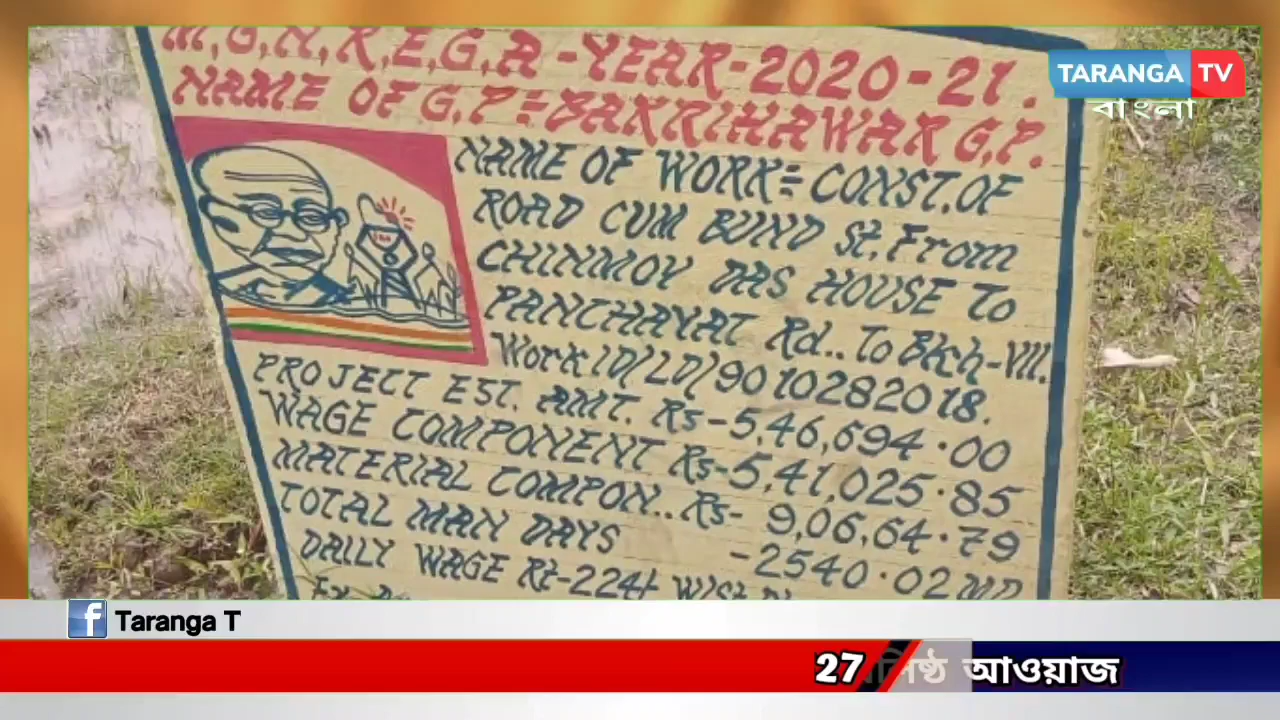 M,G,N,R,E,G,A-YEAR-2020-21.
NAME OF G.P=BAKRIHAWAR G,P.
NAME OF WORK=CONST.OF
ROAD CUM BUND St.From
CHINMOY DAS HOUSE To
PANCHAYAT Rd..To Bkh-VII.
Work ID/LD/9010282018.
PROJECT EST. AMT. Rs-5,46,694.00
WAGE COMPONENT Rs-5,41,025.85
MATERIAL COMPON..Rs- 9,06,64.79
TOTAL MAN DAYS -2540.02 MD
DAILY WAGE Rt-224/-
TARANGA TV
বাংলা
Taranga T
27
আওয়াজ